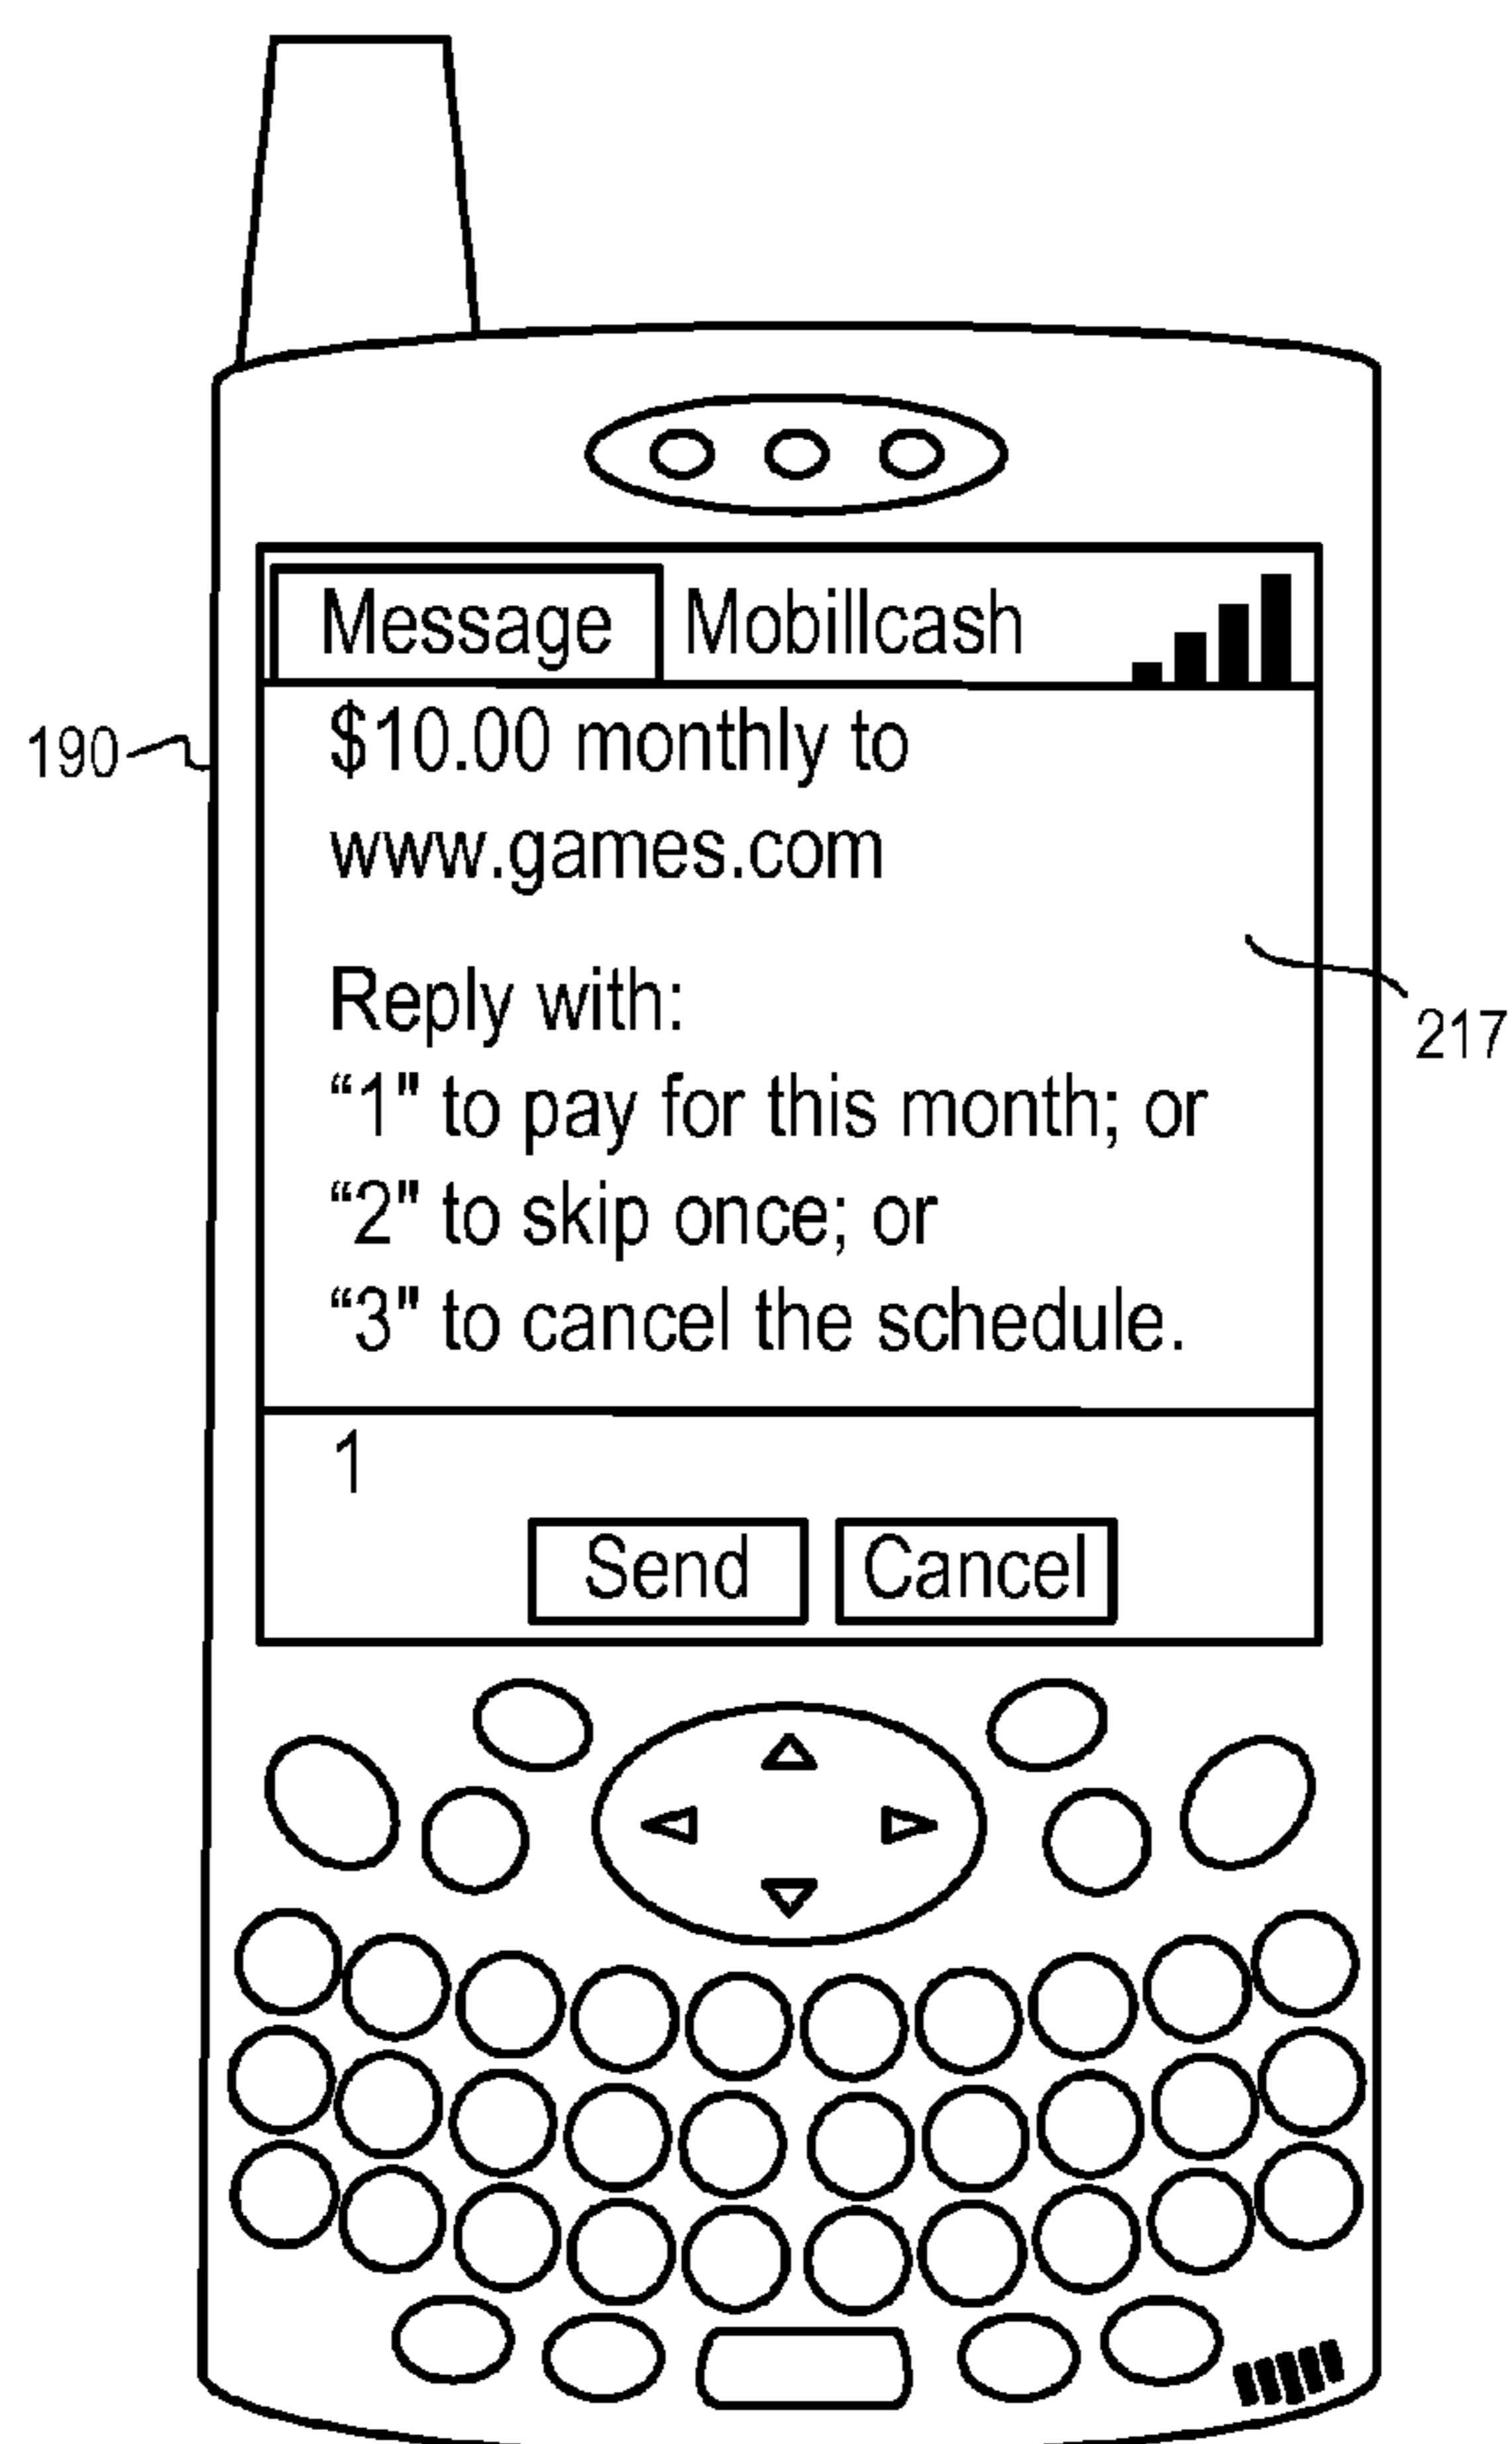 Message Mobillcash
$10.00 monthly to
190
www.games.com
Reply with:
217
“1" to pay for this month; or
“2" to skip once; or
“3" to cancel the schedule.
1
Send Cancel